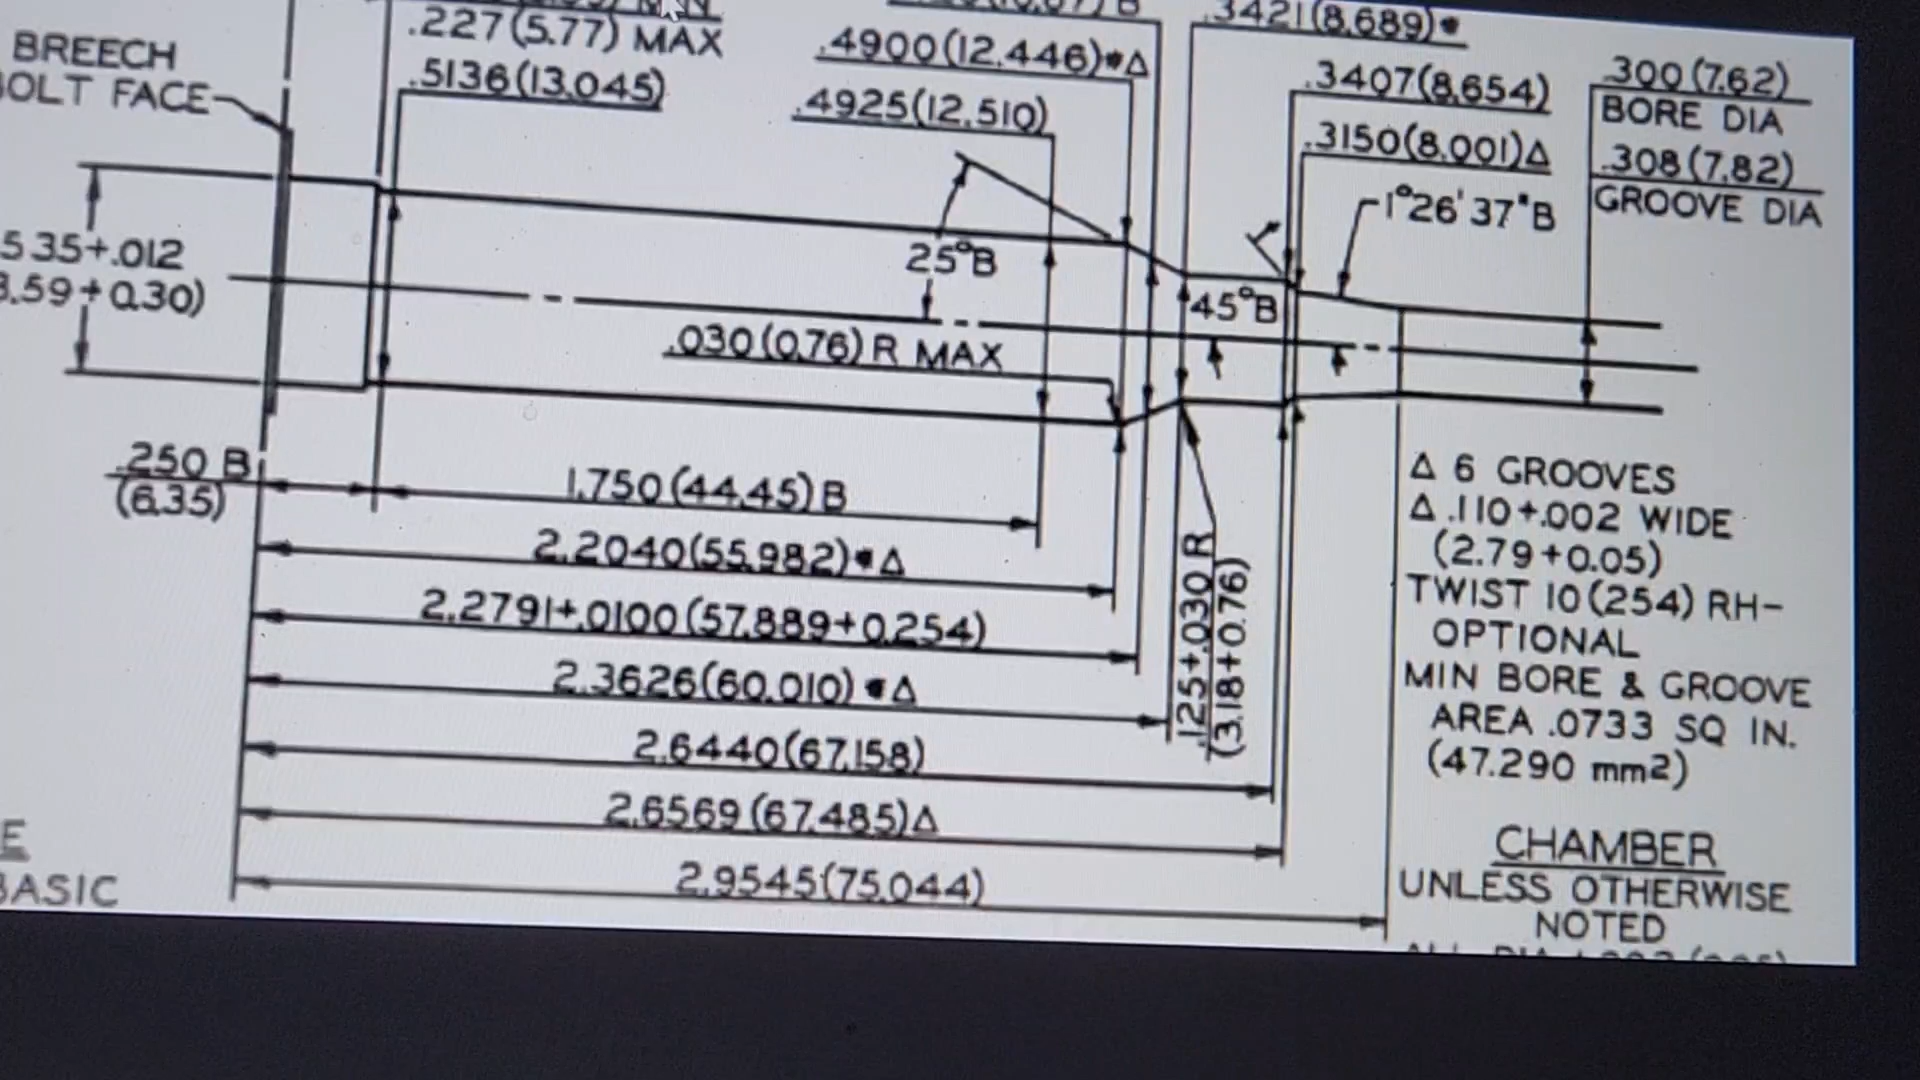 .3421(8.689)•
.227(5.77) MAX
.4900(12.446)•Δ
BREECH
BOLT FACE
.5136(13.045)
.4925(12.510)
.3407(8.654)
.300(7.62)
BORE DIA
.3150(8.001)Δ
.308(7.82)
GROOVE DIA
1°26'37"B
535+.012
3.59+0.30)
25°B
45°B
.030(0.76) R MAX
.250 B
(6.35)
1.750(44.45)B
2.2040(55.982)•Δ
2.2791+.0100(57.889+0.254)
2.3626(60.010)•Δ
2.6440(67.158)
2.6569(67.485)Δ
2.9545(75.044)
.125+.030 R
(3.18+0.76)
Δ 6 GROOVES
Δ .110+.002 WIDE
(2.79+0.05)
TWIST 10(254) RH-
OPTIONAL
MIN BORE & GROOVE
AREA .0733 SQ IN.
(47.290 mm2)
CHAMBER
UNLESS OTHERWISE
NOTED
E
BASIC